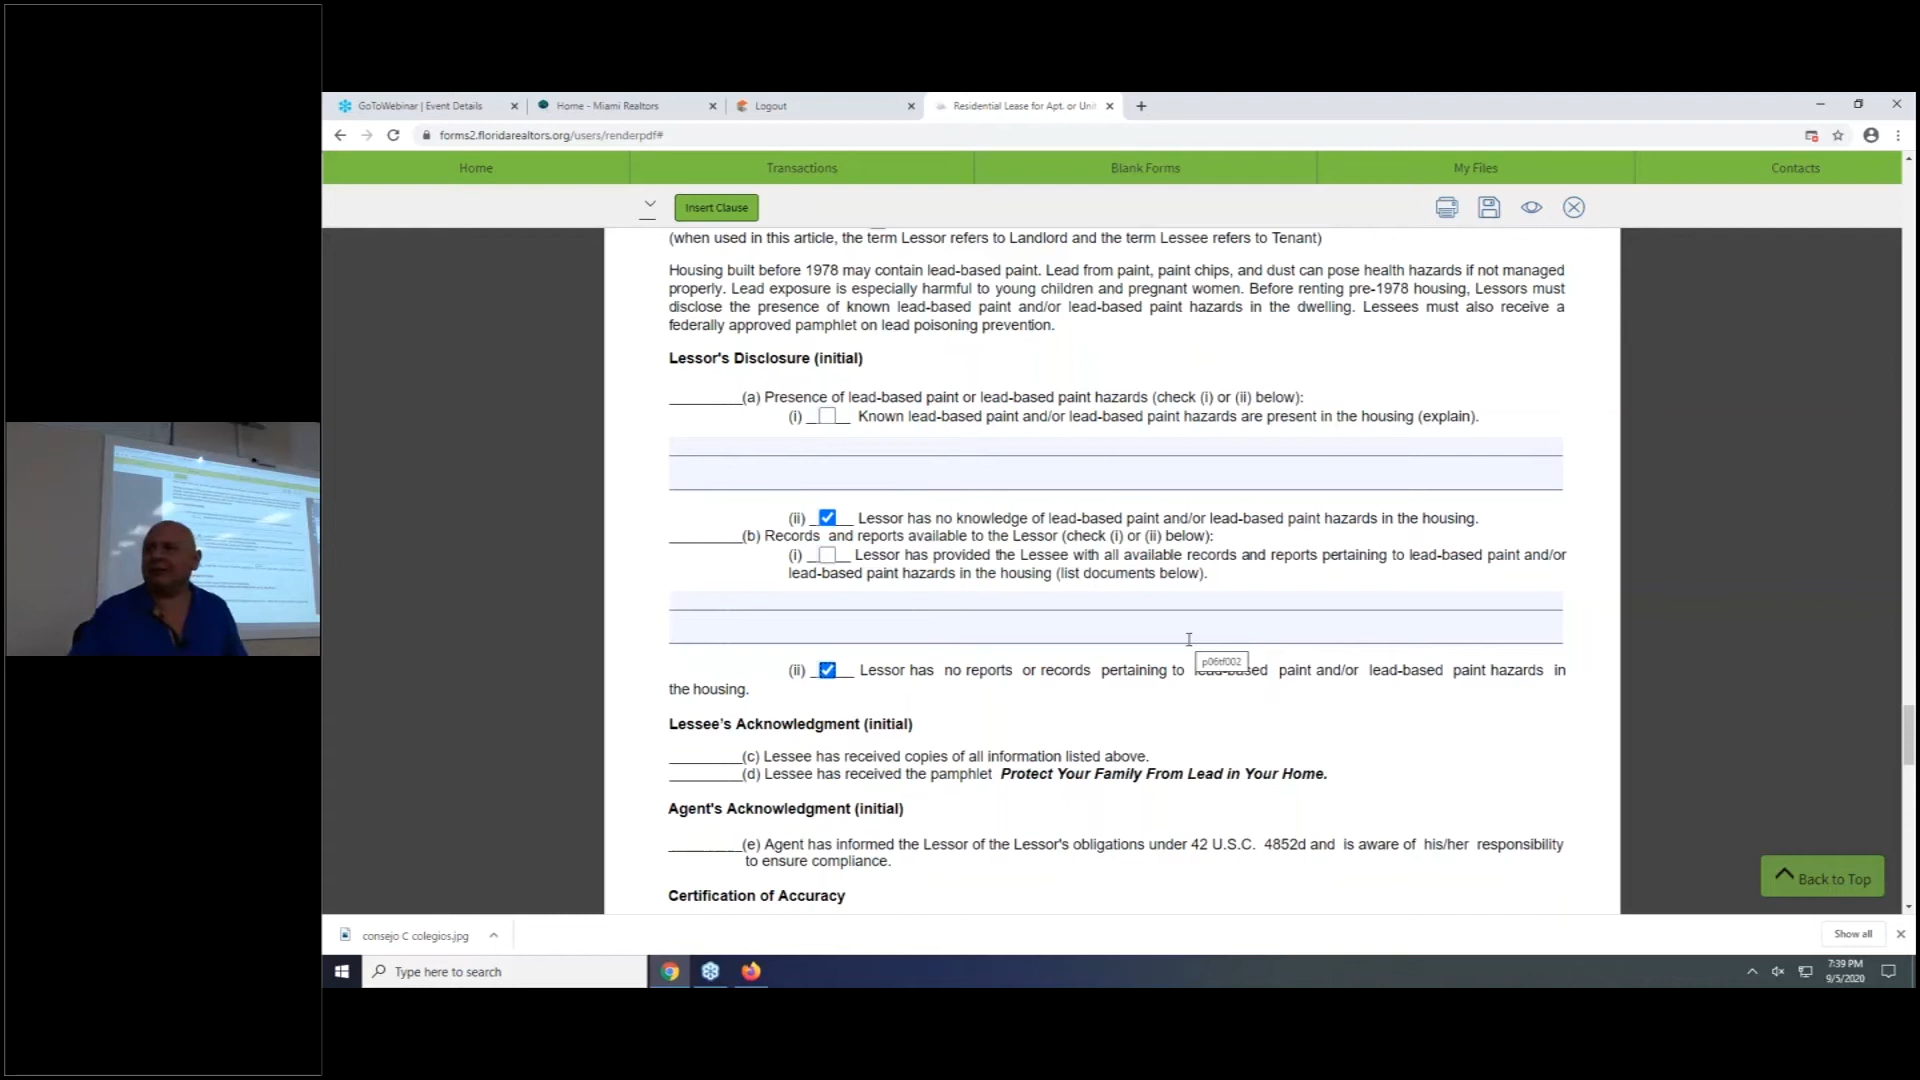 GoToWebinar | Event Details
Home - Miami Realtors
Logout
Residential Lease for Apt. or Uni
forms2.floridarealtors.org/users/renderpdf#
Home
Transactions
Blank Forms
My Files
Contacts
Insert Clause
(when used in this article, the term Lessor refers to Landlord and the term Lessee refers to Tenant)
Housing built before 1978 may contain lead-based paint. Lead from paint, paint chips, and dust can pose health hazards if not managed
properly. Lead exposure is especially harmful to young children and pregnant women. Before renting pre-1978 housing, Lessors must
disclose the presence of known lead-based paint and/or lead-based paint hazards in the dwelling. Lessees must also receive a
federally approved pamphlet on lead poisoning prevention.
Lessor's Disclosure (initial)
_________(a) Presence of lead-based paint or lead-based paint hazards (check (i) or (ii) below):
(i) Known lead-based paint and/or lead-based paint hazards are present in the housing (explain).
(ii) Lessor has no knowledge of lead-based paint and/or lead-based paint hazards in the housing.
_________(b) Records and reports available to the Lessor (check (i) or (ii) below):
(i) Lessor has provided the Lessee with all available records and reports pertaining to lead-based paint and/or
lead-based paint hazards in the housing (list documents below).
p06tf002
(ii) Lessor has no reports or records pertaining to lead-based paint and/or lead-based paint hazards in
the housing.
Lessee's Acknowledgment (initial)
_________(c) Lessee has received copies of all information listed above.
_________(d) Lessee has received the pamphlet Protect Your Family From Lead in Your Home.
Agent's Acknowledgment (initial)
_________(e) Agent has informed the Lessor of the Lessor's obligations under 42 U.S.C. 4852d and is aware of his/her responsibility
to ensure compliance.
Back to Top
Certification of Accuracy
consejo C colegios.jpg
Show all
Type here to search
7:39 PM
9/5/2020